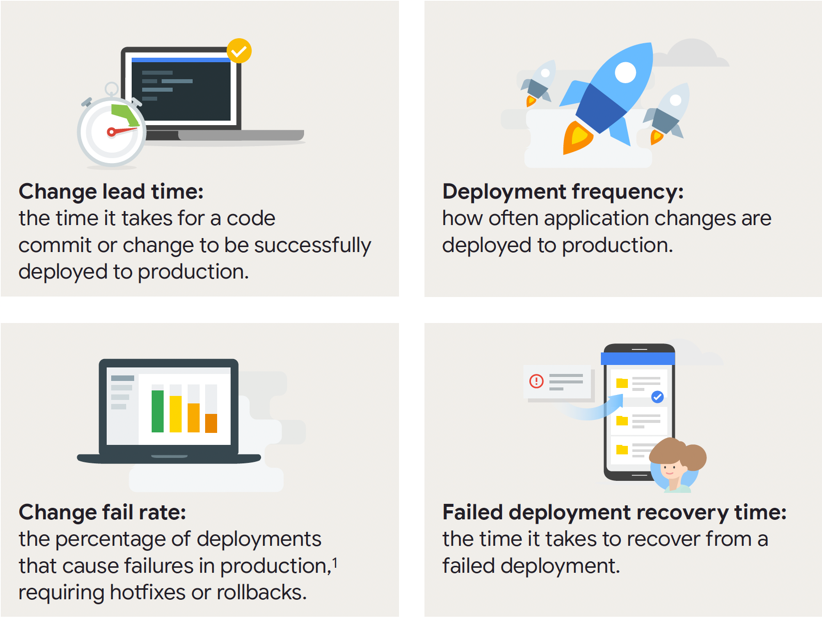 Change lead time:
the time it takes for a code
commit or change to be successfully
deployed to production.
Deployment frequency:
how often application changes are
deployed to production.
Change fail rate:
the percentage of deployments
that cause failures in production,¹
requiring hotfixes or rollbacks.
Failed deployment recovery time:
the time it takes to recover from a
failed deployment.